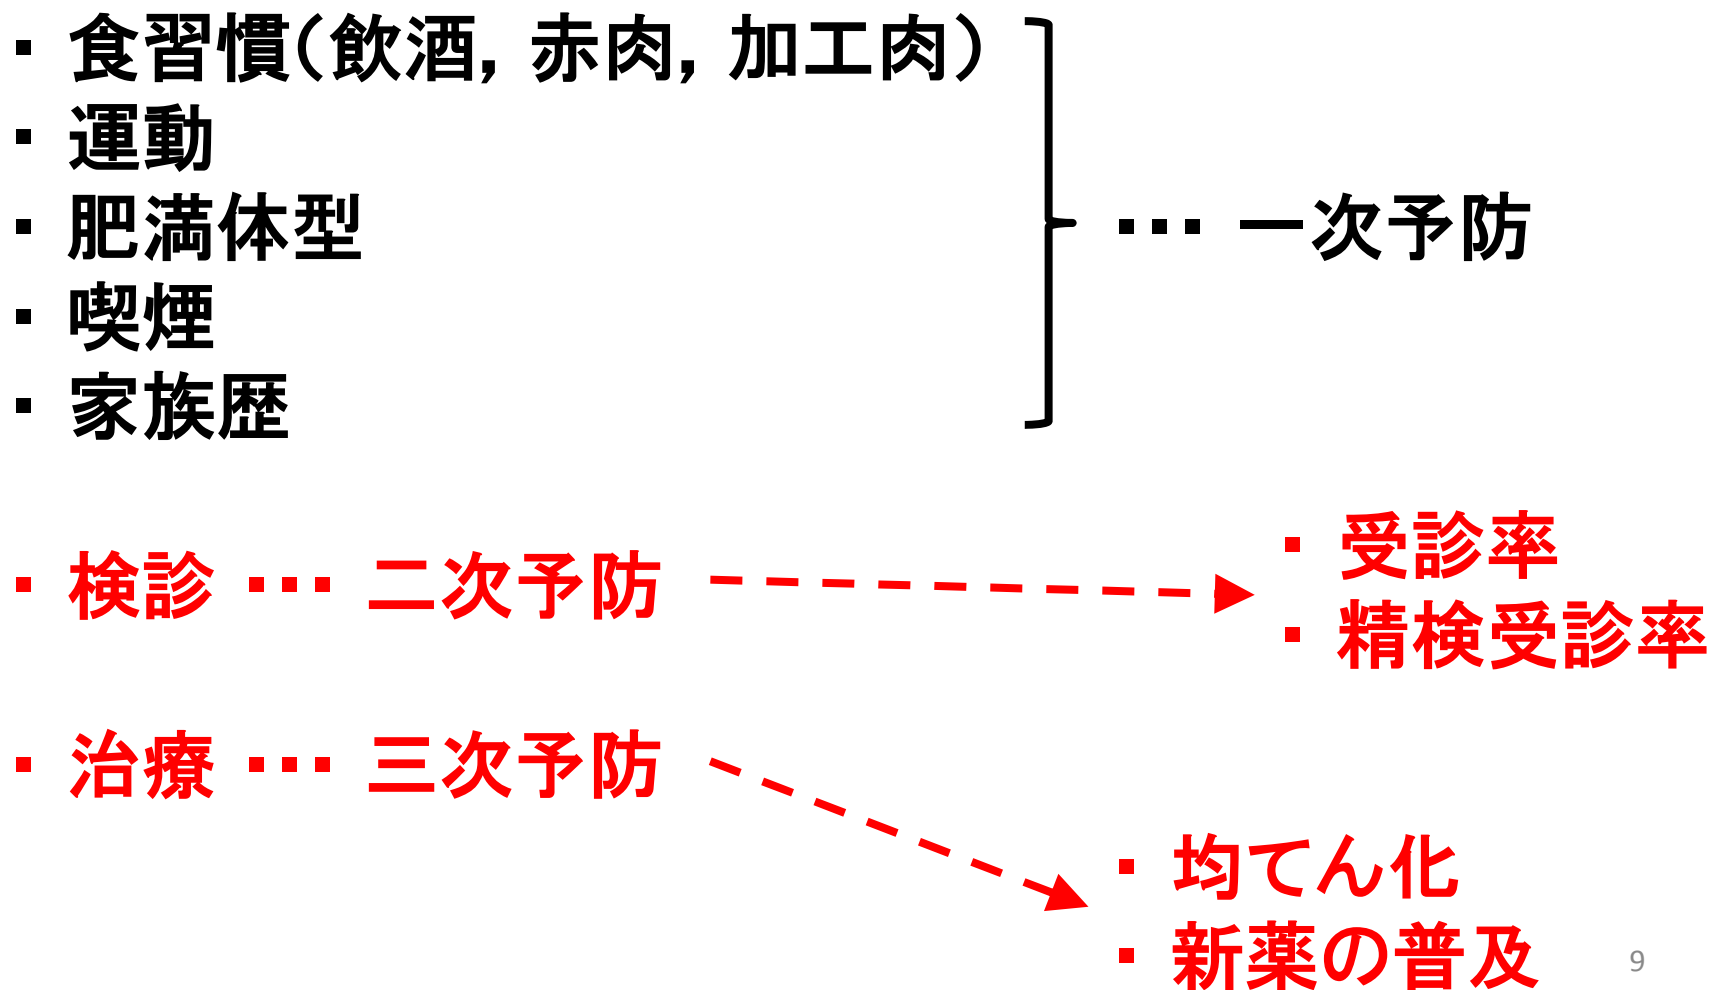 ▪ 食習慣（飲酒，赤肉，加工肉）
▪ 運動
▪ 肥満体型
▪ 喫煙
▪ 家族歴
… 一次予防
▪ 検診 … 二次予防
▪ 受診率
▪ 精検受診率
▪ 治療 … 三次予防
▪ 均てん化
▪ 新薬の普及
9